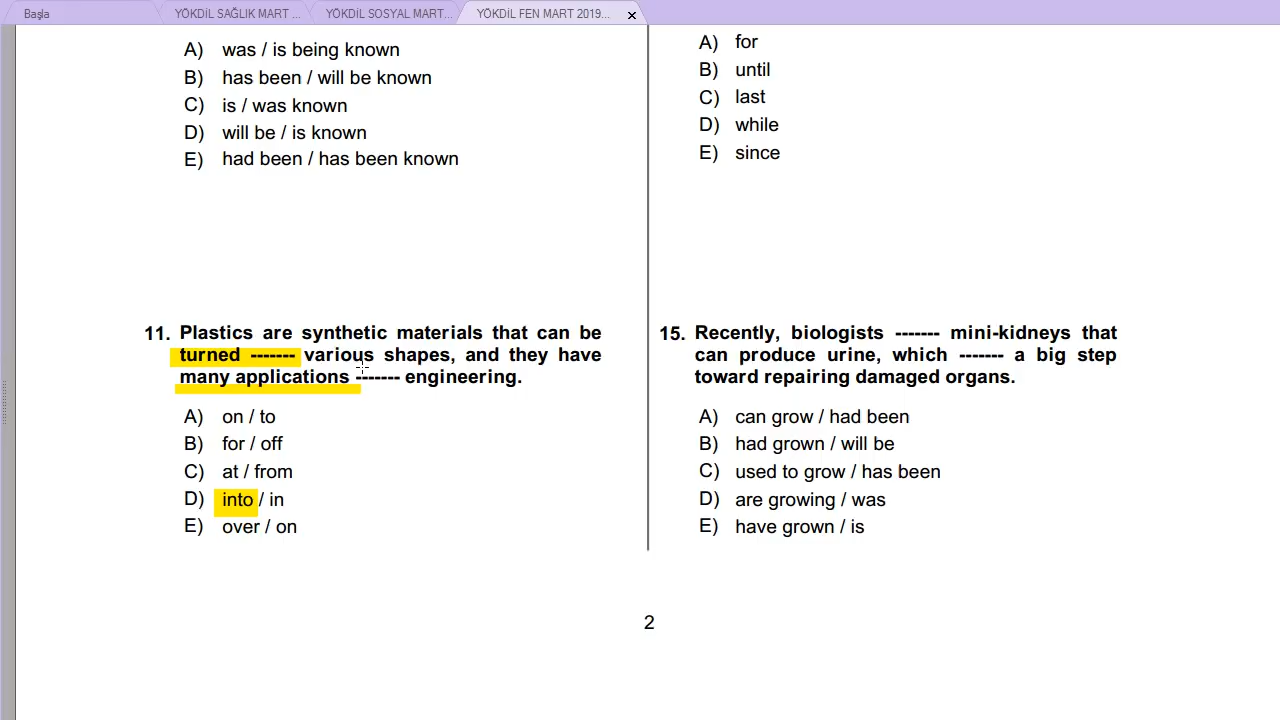 Başla
YÖKDİL SAĞLIK MART ...
YÖKDİL SOSYAL MART...
YÖKDİL FEN MART 2019...
x
A) was / is being known
B) has been / will be known
C) is / was known
D) will be / is known
E) had been / has been known
11. Plastics are synthetic materials that can be
turned ------- various shapes, and they have
many applications ------- engineering.
A) on / to
B) for / off
C) at / from
D) into / in
E) over / on
A) for
B) until
C) last
D) while
E) since
15. Recently, biologists ------- mini-kidneys that
can produce urine, which ------- a big step
toward repairing damaged organs.
A) can grow / had been
B) had grown / will be
C) used to grow / has been
D) are growing / was
E) have grown / is
2